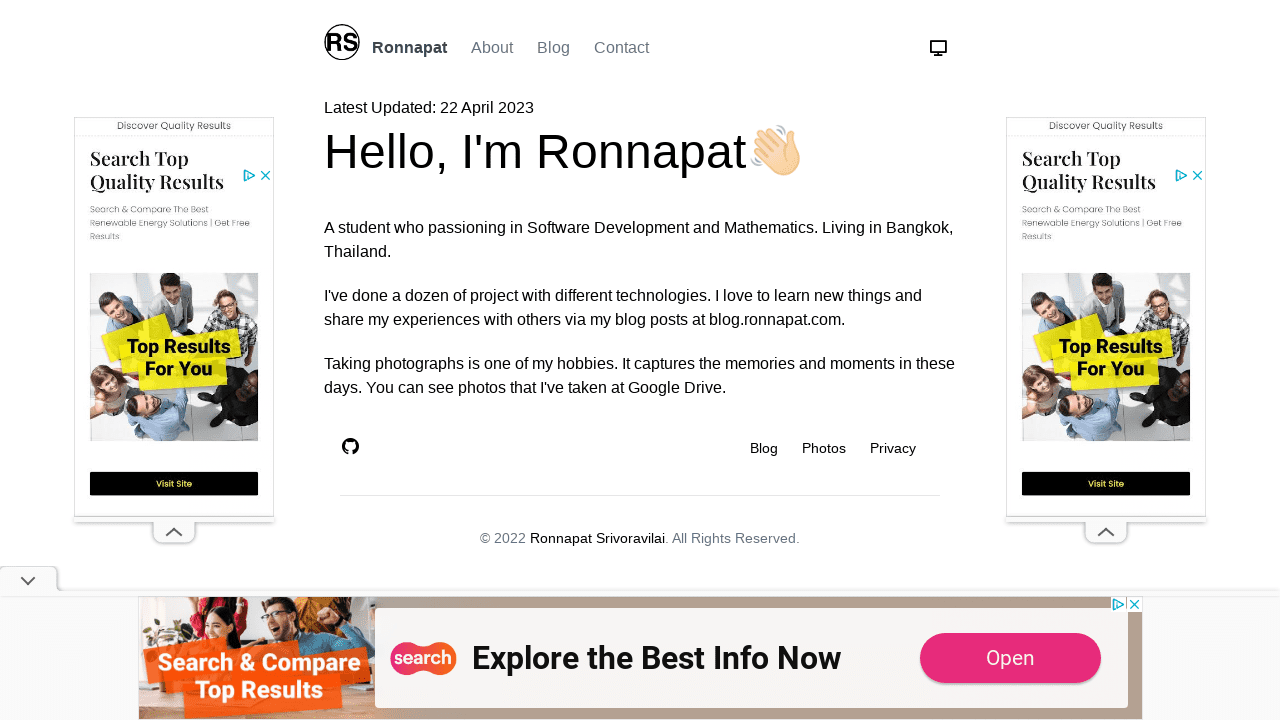 RS
Ronnapat About Blog Contact
Latest Updated: 22 April 2023
Hello, I'm Ronnapat
A student who passioning in Software Development and Mathematics. Living in Bangkok,
Thailand.
I've done a dozen of project with different technologies. I love to learn new things and
share my experiences with others via my blog posts at blog.ronnapat.com.
Taking photographs is one of my hobbies. It captures the memories and moments in these
days. You can see photos that I've taken at Google Drive.
Blog Photos Privacy
© 2022 Ronnapat Srivoravilai. All Rights Reserved.
Discover Quality Results
Search Top
Quality Results
Search & Compare The Best
Renewable Energy Solutions | Get Free
Results
Top Results
For You
Visit Site
Discover Quality Results
Search Top
Quality Results
Search & Compare The Best
Renewable Energy Solutions | Get Free
Results
Top Results
For You
Visit Site
Search & Compare
Top Results
search
Explore the Best Info Now
Open